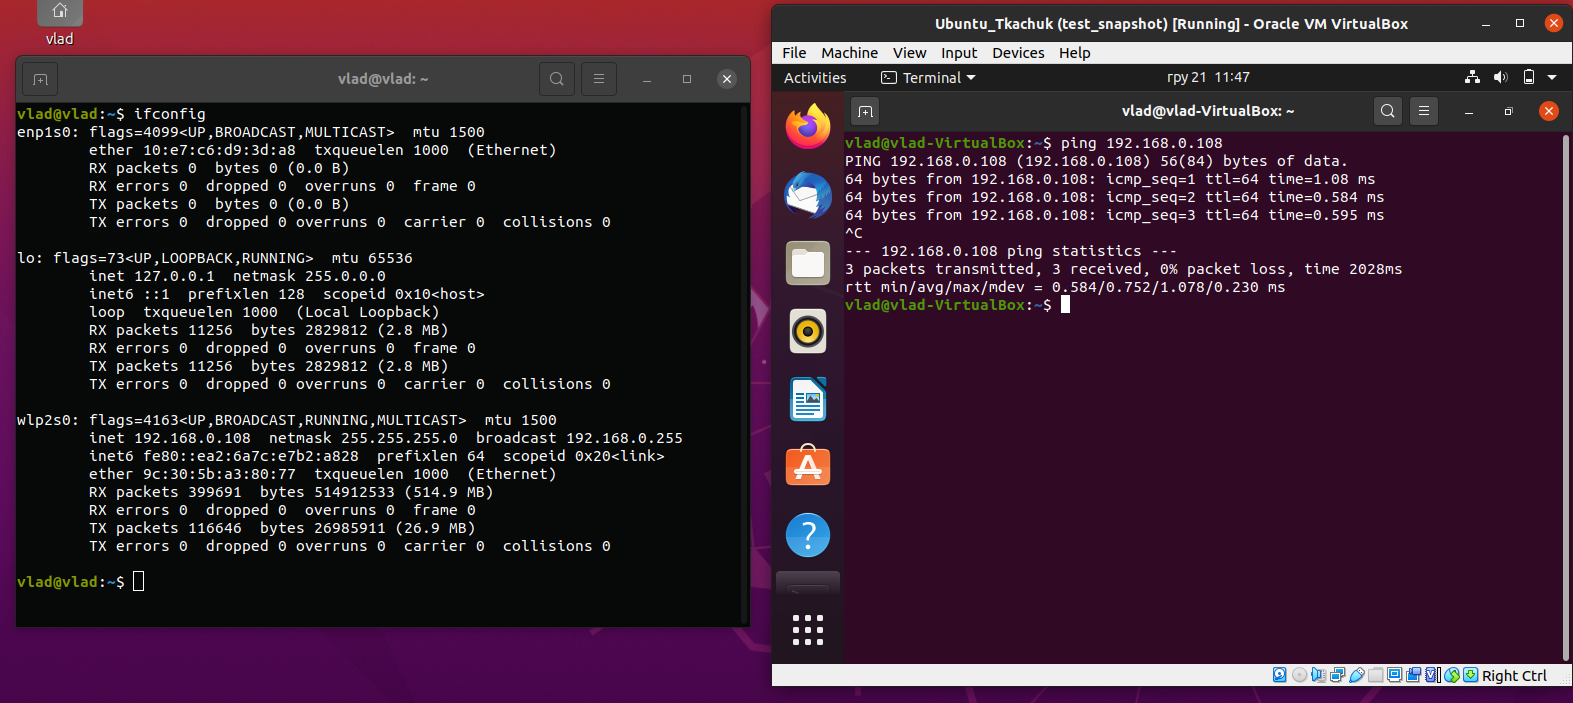 vlad
vlad@vlad: ~
vlad@vlad:~$ ifconfig
enp1s0: flags=4099<UP,BROADCAST,MULTICAST>  mtu 1500
        ether 10:e7:c6:d9:3d:a8  txqueuelen 1000  (Ethernet)
        RX packets 0  bytes 0 (0.0 B)
        RX errors 0  dropped 0  overruns 0  frame 0
        TX packets 0  bytes 0 (0.0 B)
        TX errors 0  dropped 0 overruns 0  carrier 0  collisions 0

lo: flags=73<UP,LOOPBACK,RUNNING>  mtu 65536
        inet 127.0.0.1  netmask 255.0.0.0
        inet6 ::1  prefixlen 128  scopeid 0x10<host>
        loop  txqueuelen 1000  (Local Loopback)
        RX packets 11256  bytes 2829812 (2.8 MB)
        RX errors 0  dropped 0  overruns 0  frame 0
        TX packets 11256  bytes 2829812 (2.8 MB)
        TX errors 0  dropped 0 overruns 0  carrier 0  collisions 0

wlp2s0: flags=4163<UP,BROADCAST,RUNNING,MULTICAST>  mtu 1500
        inet 192.168.0.108  netmask 255.255.255.0  broadcast 192.168.0.255
        inet6 fe80::ea2:6a7c:e7b2:a828  prefixlen 64  scopeid 0x20<link>
        ether 9c:30:5b:a3:80:77  txqueuelen 1000  (Ethernet)
        RX packets 399691  bytes 514912533 (514.9 MB)
        RX errors 0  dropped 0  overruns 0  frame 0
        TX packets 116646  bytes 26985911 (26.9 MB)
        TX errors 0  dropped 0 overruns 0  carrier 0  collisions 0

vlad@vlad:~$
Ubuntu_Tkachuk (test_snapshot) [Running] - Oracle VM VirtualBox
File Machine View Input Devices Help
Activities Terminal гру 21 11:47
vlad@vlad-VirtualBox: ~
vlad@vlad-VirtualBox:~$ ping 192.168.0.108
PING 192.168.0.108 (192.168.0.108) 56(84) bytes of data.
64 bytes from 192.168.0.108: icmp_seq=1 ttl=64 time=1.08 ms
64 bytes from 192.168.0.108: icmp_seq=2 ttl=64 time=0.584 ms
64 bytes from 192.168.0.108: icmp_seq=3 ttl=64 time=0.595 ms
^C
--- 192.168.0.108 ping statistics ---
3 packets transmitted, 3 received, 0% packet loss, time 2028ms
rtt min/avg/max/mdev = 0.584/0.752/1.078/0.230 ms
vlad@vlad-VirtualBox:~$
Right Ctrl